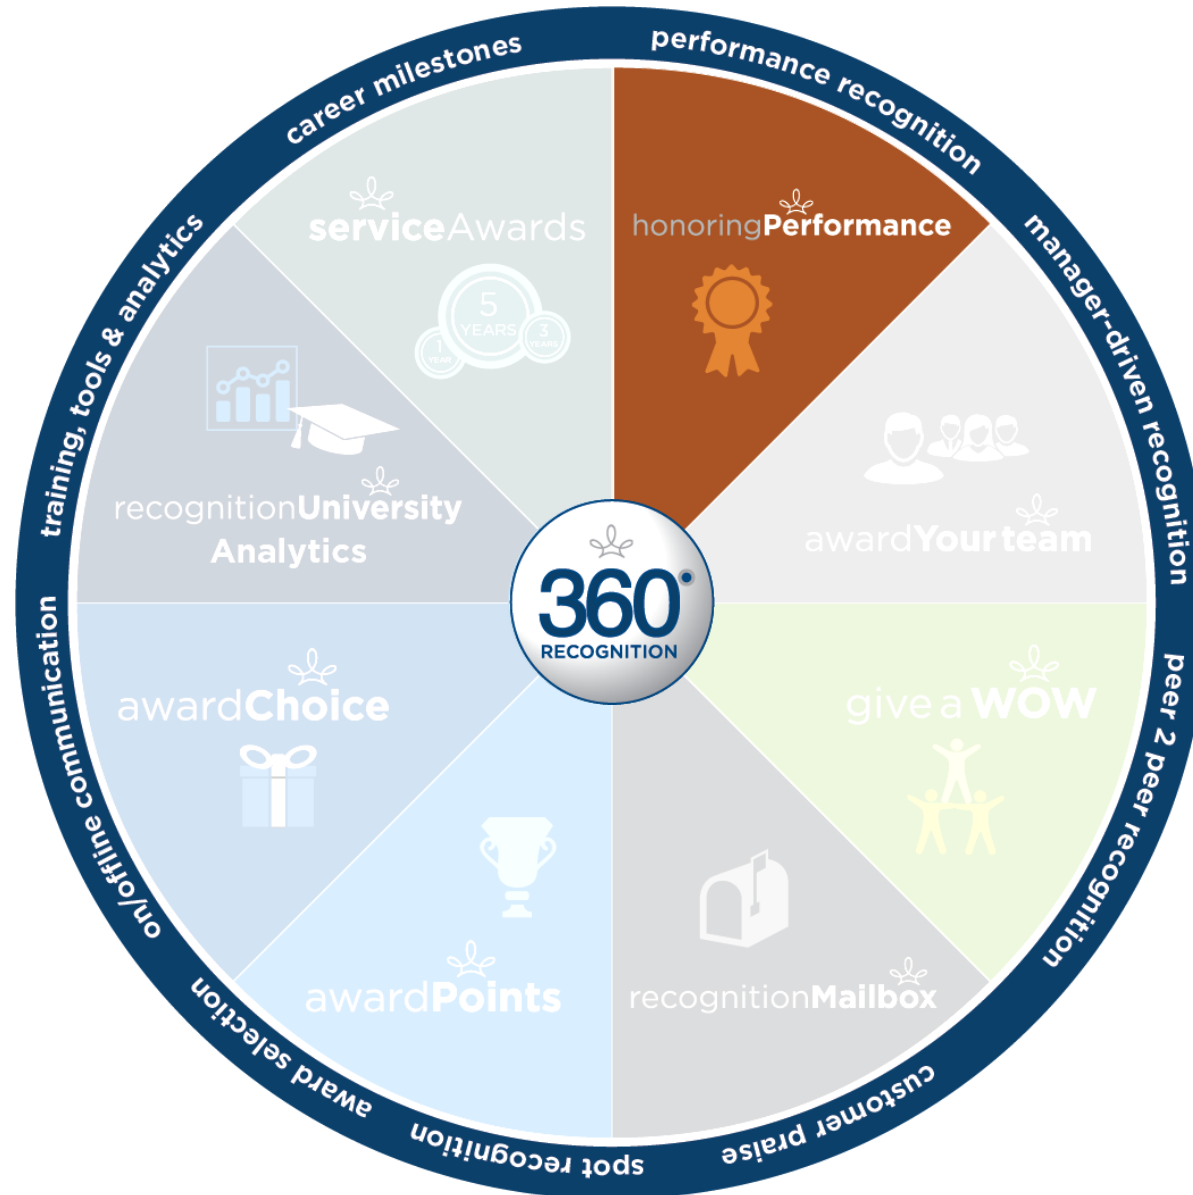 career milestones
performance recognition
manager-driven recognition
peer 2 peer recognition
customer praise
spot recognition
award selection
on/offline communication
training, tools & analytics
serviceAwards
5
YEARS
1
YEAR
3
YEARS
honoringPerformance
awardYour team
give a WOW
recognitionMailbox
awardPoints
awardChoice
recognitionUniversity
Analytics
360°
RECOGNITION